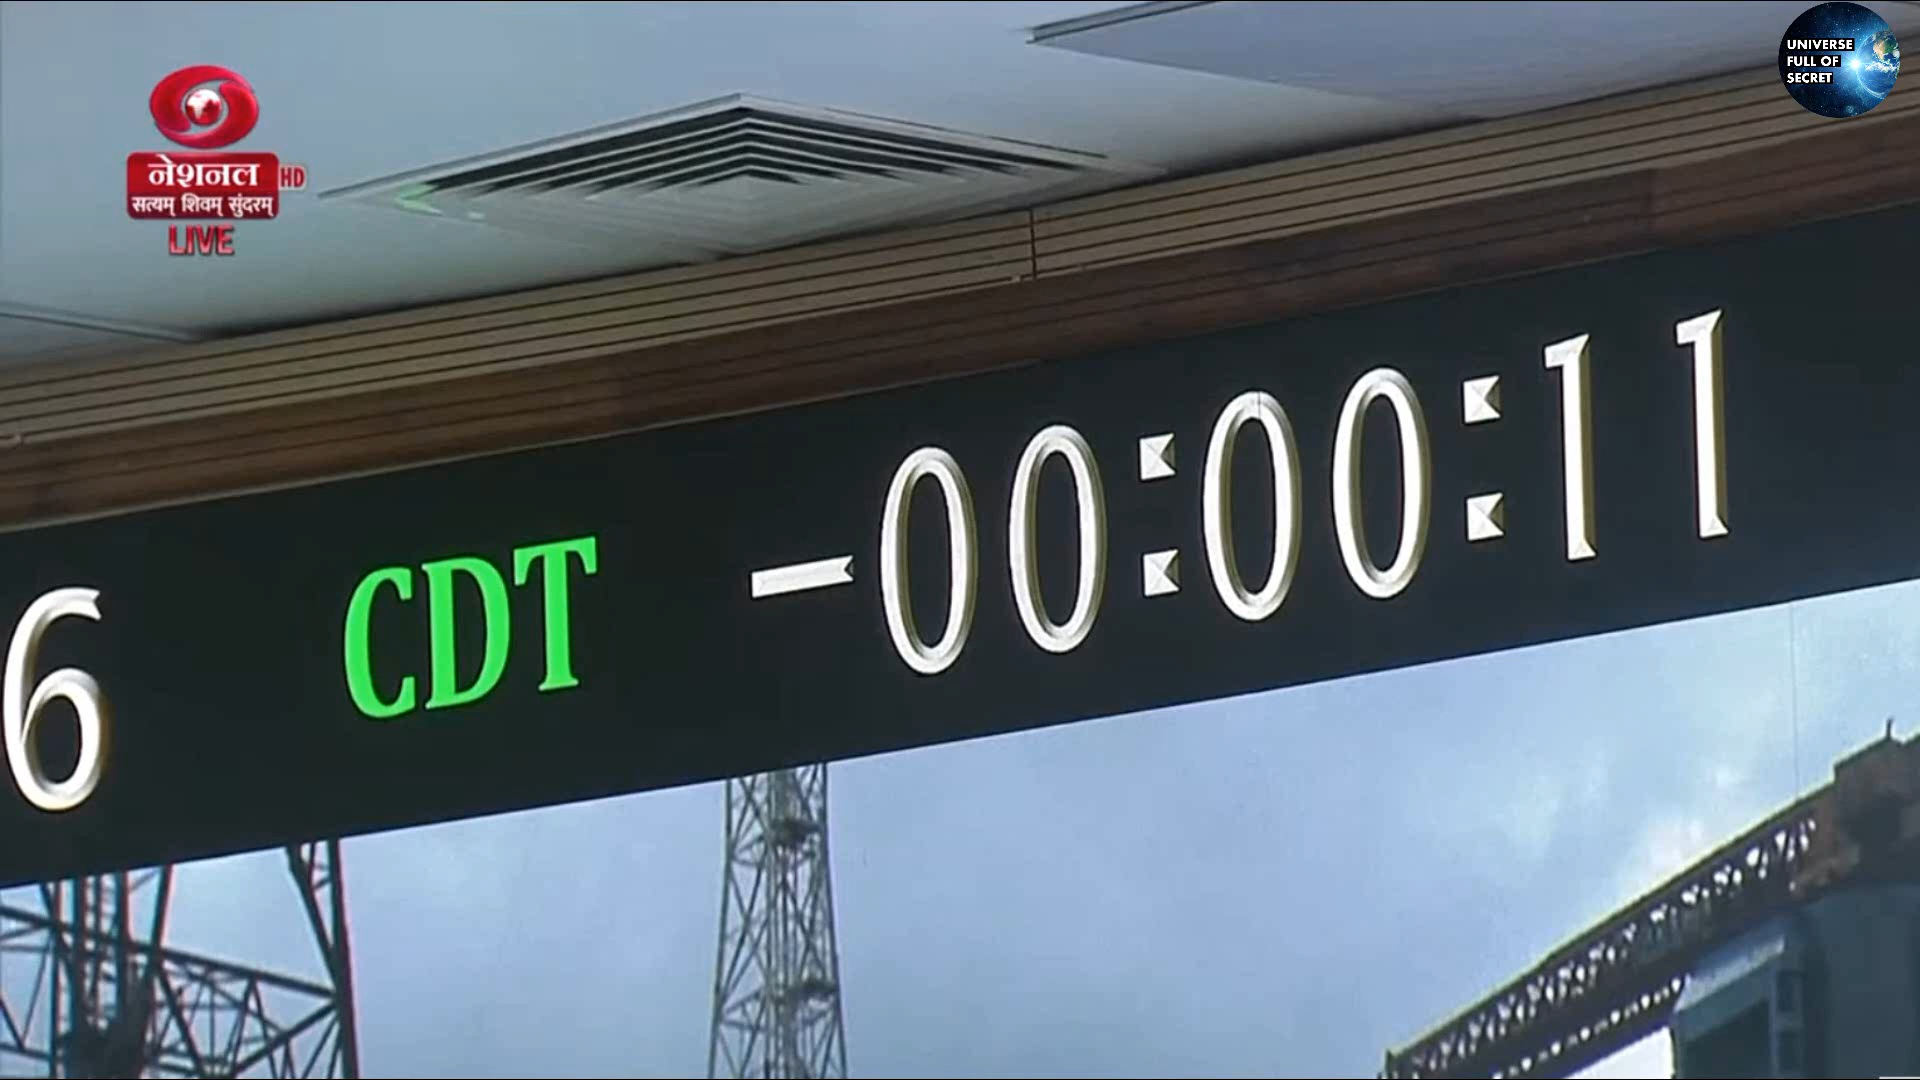 नेशनल HD
सत्यम् शिवम् सुंदरम्
LIVE
UNIVERSE
FULL OF
SECRET
6 CDT -00:00:11